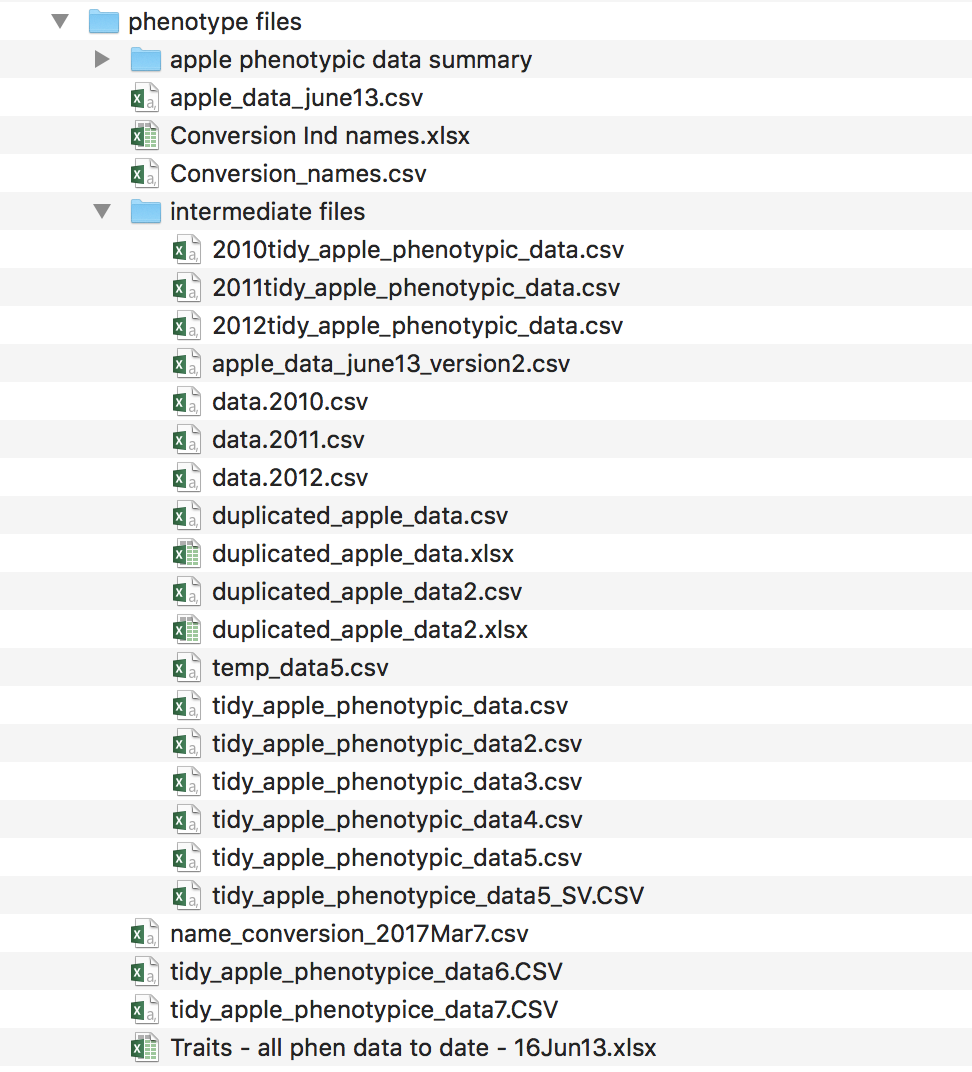 phenotype files
apple phenotypic data summary
apple_data_june13.csv
Conversion Ind names.xlsx
Conversion_names.csv
intermediate files
2010tidy_apple_phenotypic_data.csv
2011tidy_apple_phenotypic_data.csv
2012tidy_apple_phenotypic_data.csv
apple_data_june13_version2.csv
data.2010.csv
data.2011.csv
data.2012.csv
duplicated_apple_data.csv
duplicated_apple_data.xlsx
duplicated_apple_data2.csv
duplicated_apple_data2.xlsx
temp_data5.csv
tidy_apple_phenotypic_data.csv
tidy_apple_phenotypic_data2.csv
tidy_apple_phenotypic_data3.csv
tidy_apple_phenotypic_data4.csv
tidy_apple_phenotypic_data5.csv
tidy_apple_phenotypice_data5_SV.CSV
name_conversion_2017Mar7.csv
tidy_apple_phenotypice_data6.CSV
tidy_apple_phenotypice_data7.CSV
Traits - all phen data to date - 16Jun13.xlsx